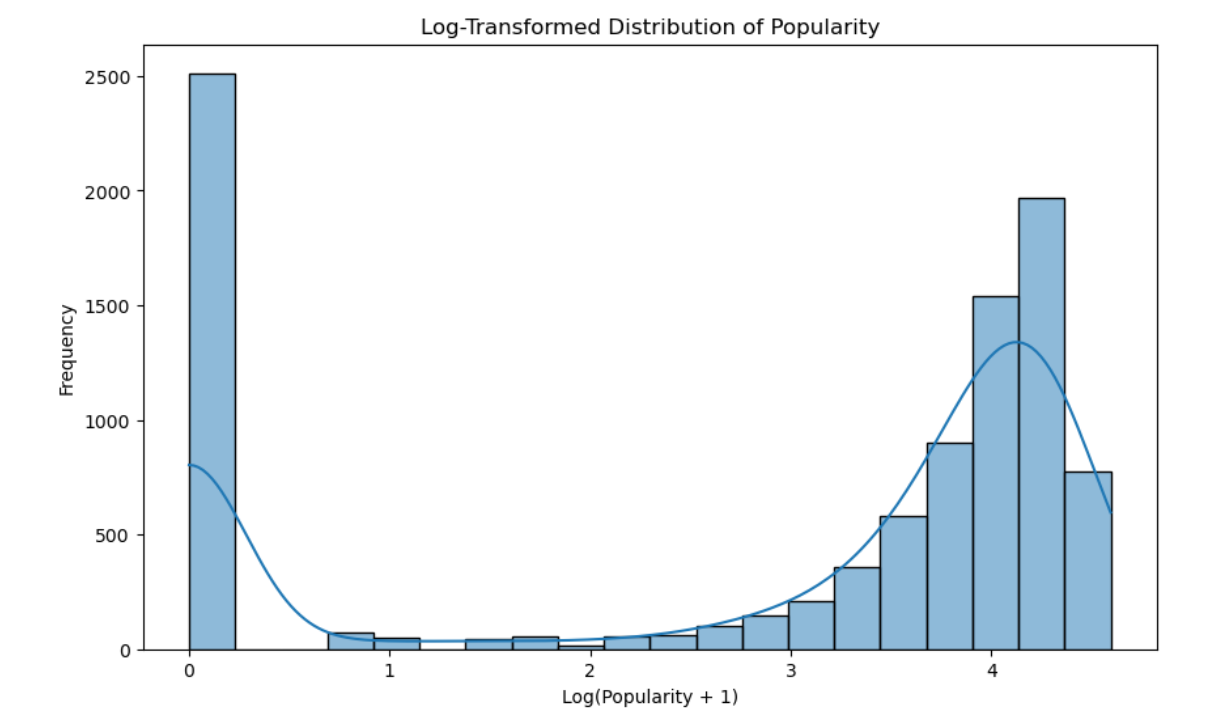 Log-Transformed Distribution of Popularity
2500
2000
1500
1000
500
0
Frequency
0 1 2 3 4
Log(Popularity + 1)